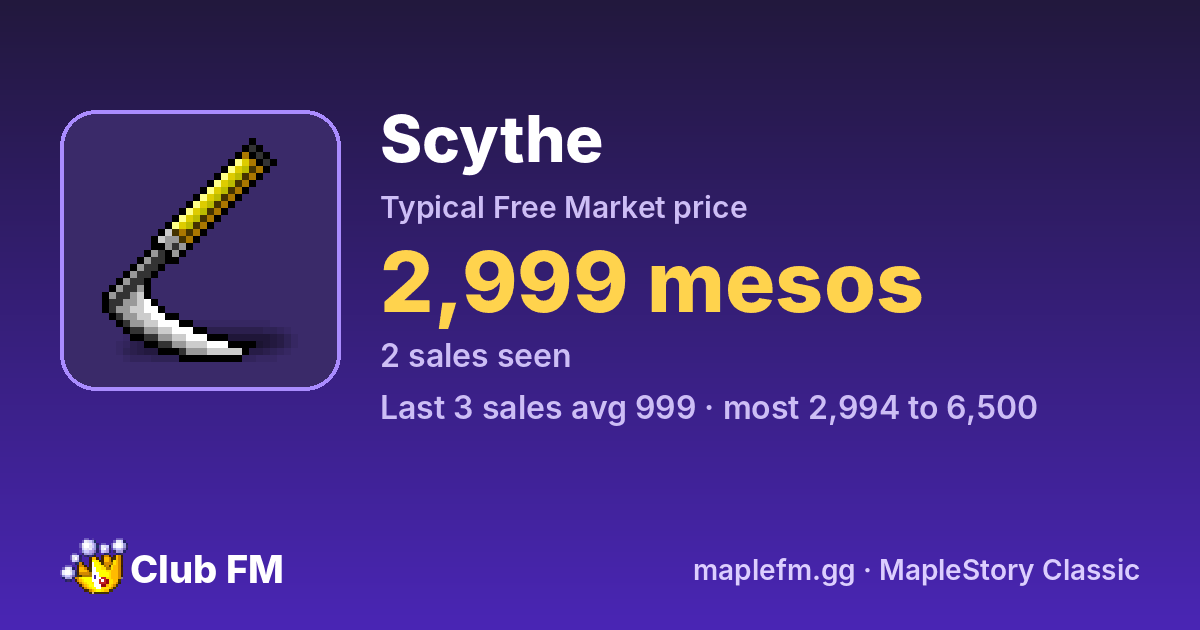 Scythe
Typical Free Market price
2,999 mesos
2 sales seen
Last 3 sales avg 999 · most 2,994 to 6,500
Club FM
maplefm.gg · MapleStory Classic